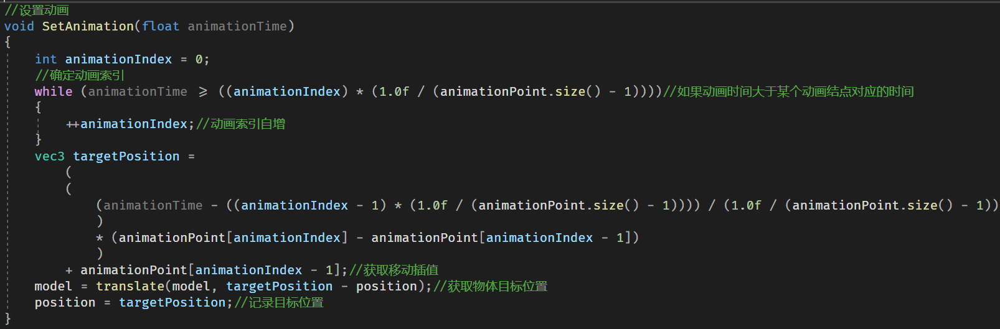 //设置动画
void SetAnimation(float animationTime)
{
    int animationIndex = 0;
    //确定动画索引
    while (animationTime >= ((animationIndex) * (1.0f / (animationPoint.size() - 1))))//如果动画时间大于某个动画结点对应的时间
    {
        ++animationIndex;//动画索引自增
    }
    vec3 targetPosition =
        (
        (
            (animationTime - ((animationIndex - 1) * (1.0f / (animationPoint.size() - 1)))) / (1.0f / (animationPoint.size() - 1))
            )
            * (animationPoint[animationIndex] - animationPoint[animationIndex - 1])
            )
        + animationPoint[animationIndex - 1];//获取移动插值
    model = translate(model, targetPosition - position);//获取物体目标位置
    position = targetPosition;//记录目标位置
}